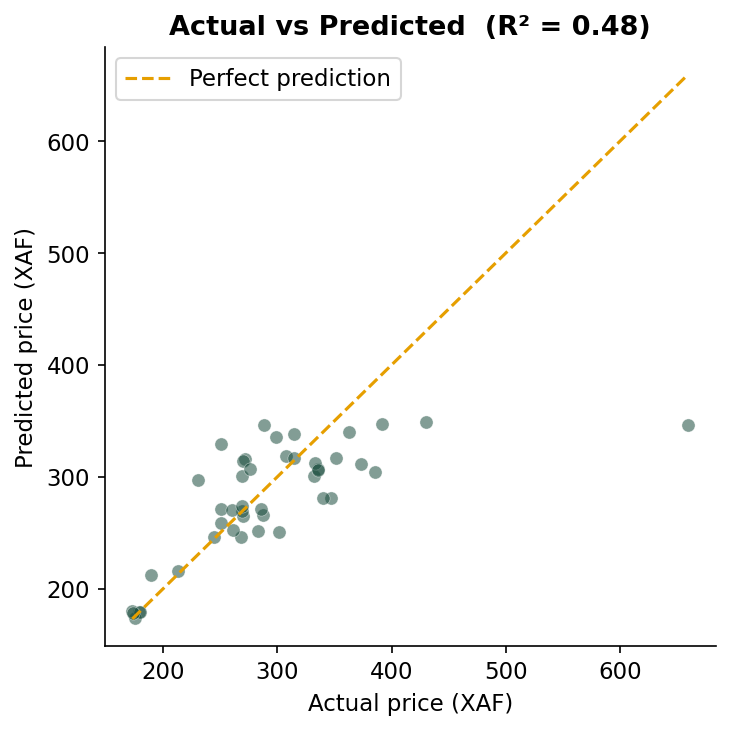 Actual vs Predicted  (R² = 0.48)
Perfect prediction
Predicted price (XAF)
600
500
400
300
200
200 300 400 500 600
Actual price (XAF)